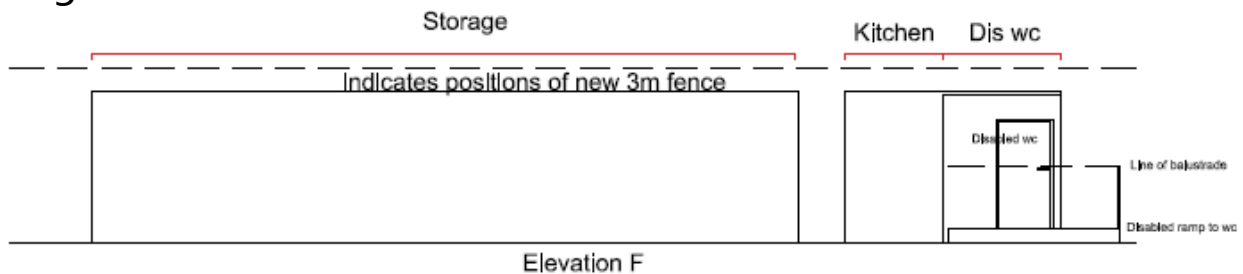 Storage
Kitchen Dis wc
Indicates positions of new 3m fence
Disabled wc
Line of balustrade
Disabled ramp to wc
Elevation F